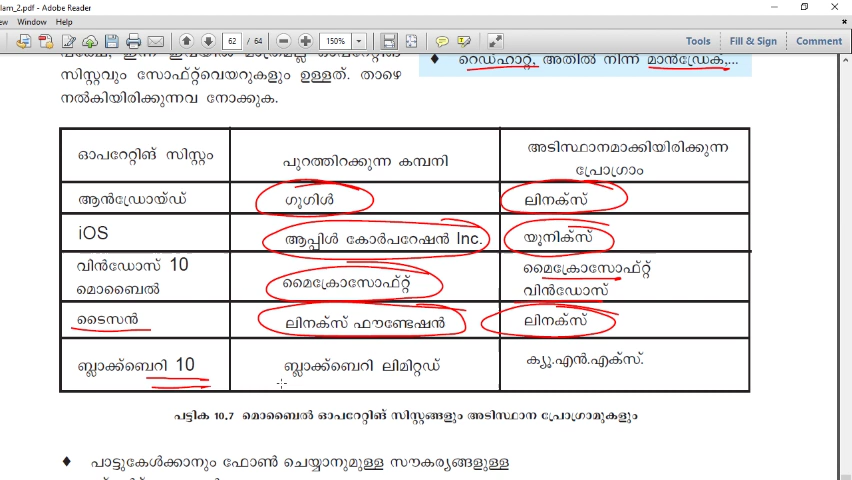 lam_2.pdf - Adobe Reader
ew Window Help
62 / 64 150% Tools Fill & Sign Comment
സിസ്റ്റവും സോഫ്റ്റ്‌വെയറുകളും ഉള്ളത്. താഴെ
നൽകിയിരിക്കുന്നവ നോക്കുക.
♦ റെഡ്ഹാറ്റ്, അതിൽ നിന്ന് മാൻഡ്രേക,...
ഓപറേറ്റിങ് സിസ്റ്റം
പുറത്തിറക്കുന്ന കമ്പനി
അടിസ്ഥാനമാക്കിയിരിക്കുന്ന
പ്രോഗ്രാം
ആൻഡ്രോയ്ഡ് ഗൂഗിൾ ലിനക്സ്
iOS ആപ്പിൾ കോർപറേഷൻ Inc. യൂനിക്സ്
വിൻഡോസ് 10
മൊബൈൽ
മൈക്രോസോഫ്റ്റ്
മൈക്രോസോഫ്റ്റ്
വിൻഡോസ്
ടൈസൻ ലിനക്സ് ഫൗണ്ടേഷൻ ലിനക്സ്
ബ്ലാക്ക്ബെറി 10 ബ്ലാക്ക്ബെറി ലിമിറ്റഡ് ക്യൂ.എൻ.എക്സ്.
പട്ടിക 10.7 മൊബൈൽ ഓപറേറ്റിങ് സിസ്റ്റങ്ങളും അടിസ്ഥാന പ്രോഗ്രാമുകളും
♦ പാട്ടുകേൾക്കാനും ഫോൺ ചെയ്യാനുമുള്ള സൗകര്യങ്ങളുള്ള